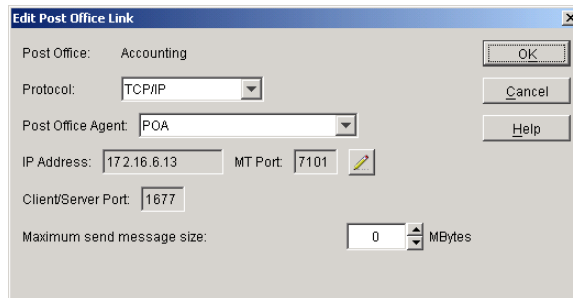 Edit Post Office Link
Post Office: Accounting
OK
Protocol: TCP/IP
Cancel
Post Office Agent: POA
Help
IP Address: 172.16.6.13 MT Port: 7101
Client/Server Port: 1677
Maximum send message size: 0 MBytes